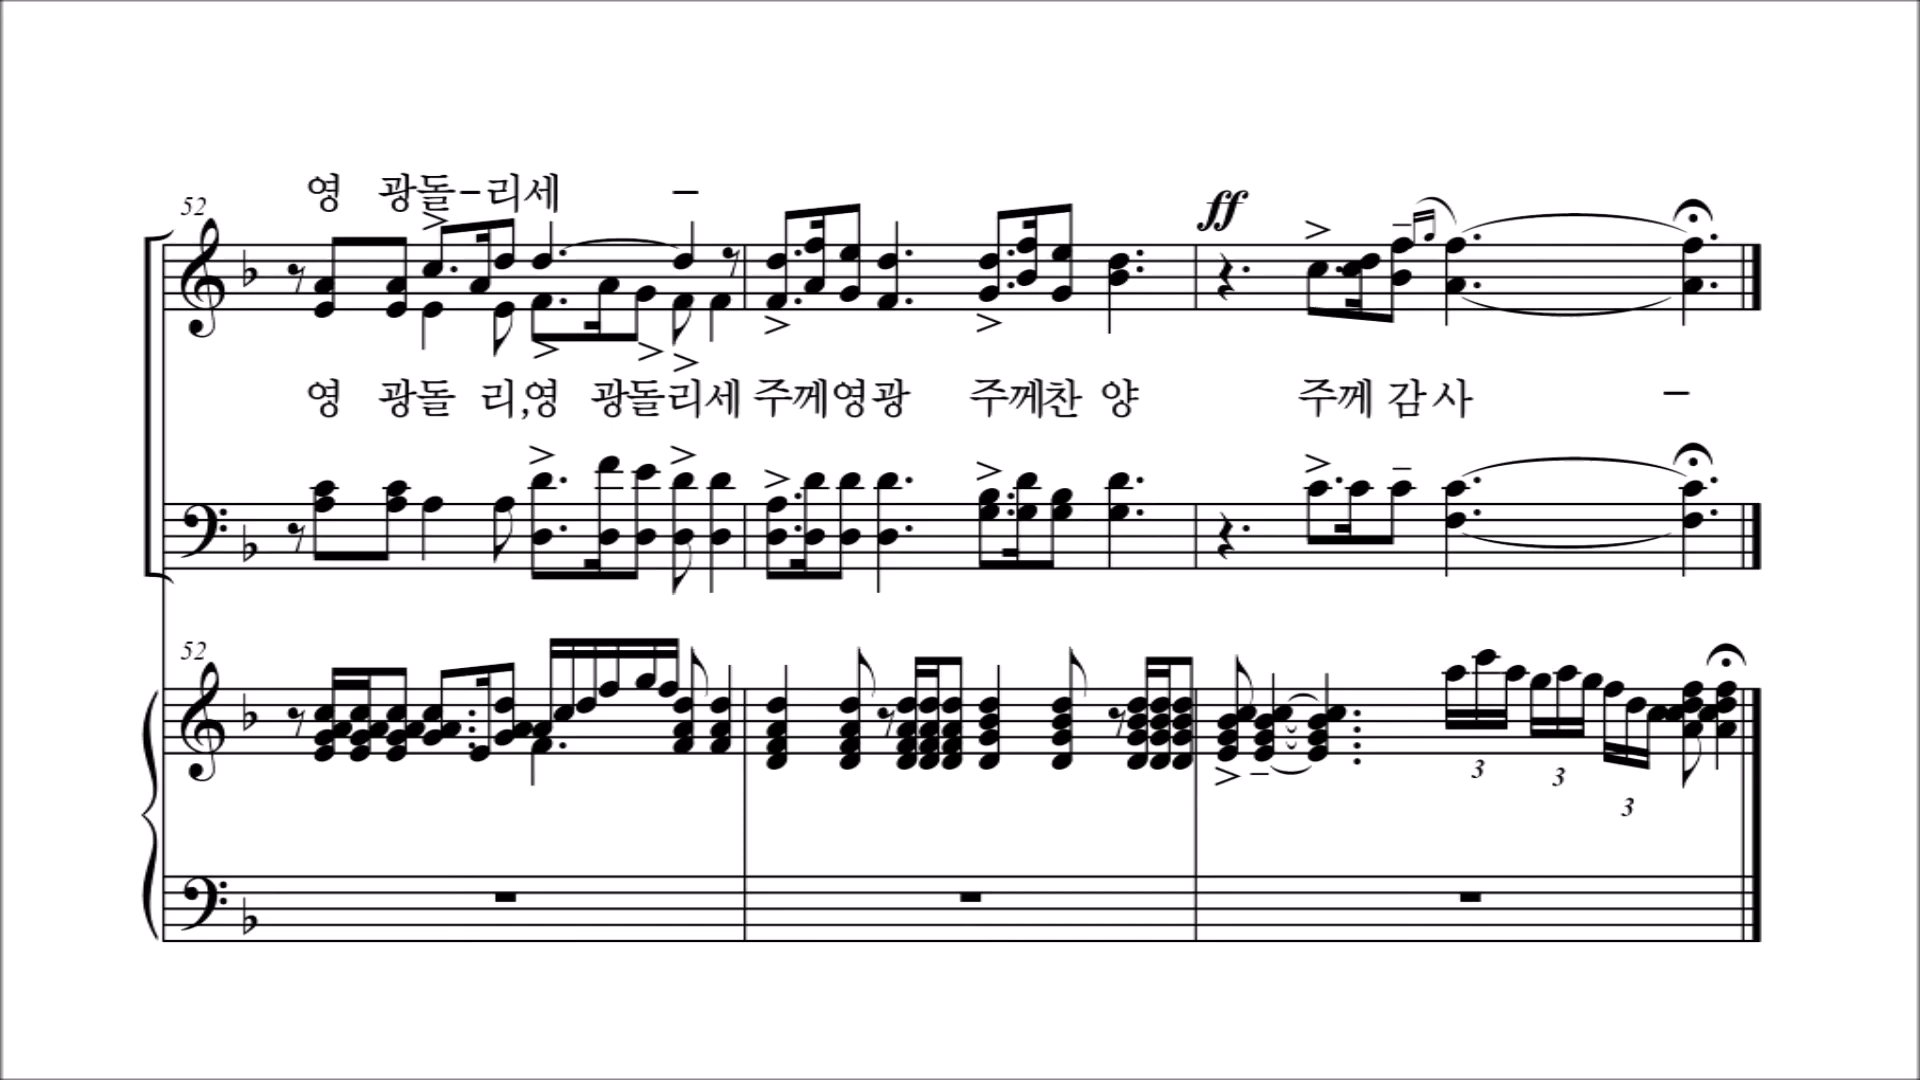 영 광돌-리세 -
52
ff
영 광돌 리,영 광돌리세 주께영광 주께찬 양 주께 감사 -
52
3 3 3